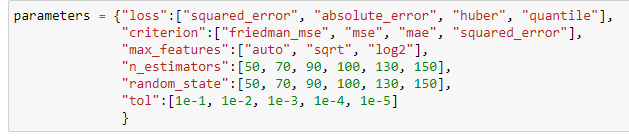 parameters = {"loss":["squared_error", "absolute_error", "huber", "quantile"],
"criterion":["friedman_mse", "mse", "mae", "squared_error"],
"max_features":["auto", "sqrt", "log2"],
"n_estimators":[50, 70, 90, 100, 130, 150],
"random_state":[50, 70, 90, 100, 130, 150],
"tol":[1e-1, 1e-2, 1e-3, 1e-4, 1e-5]
}